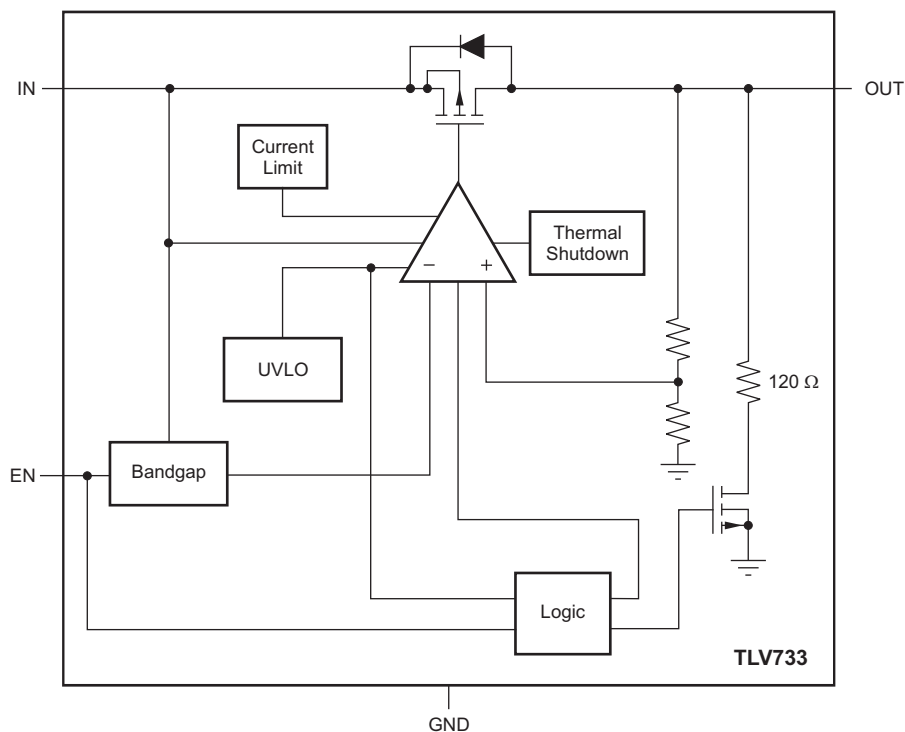 IN
OUT
Current
Limit
Thermal
Shutdown
−
+
UVLO
120 Ω
EN
Bandgap
Logic
TLV733
GND